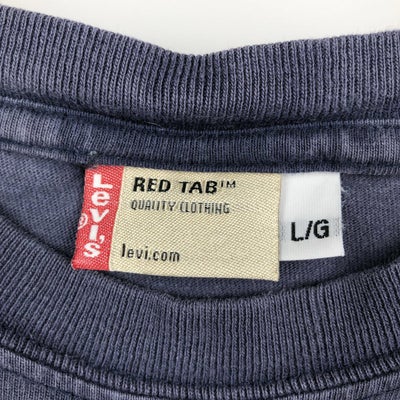 Levi's®
RED TAB™
QUALITY CLOTHING
levi.com
L/G